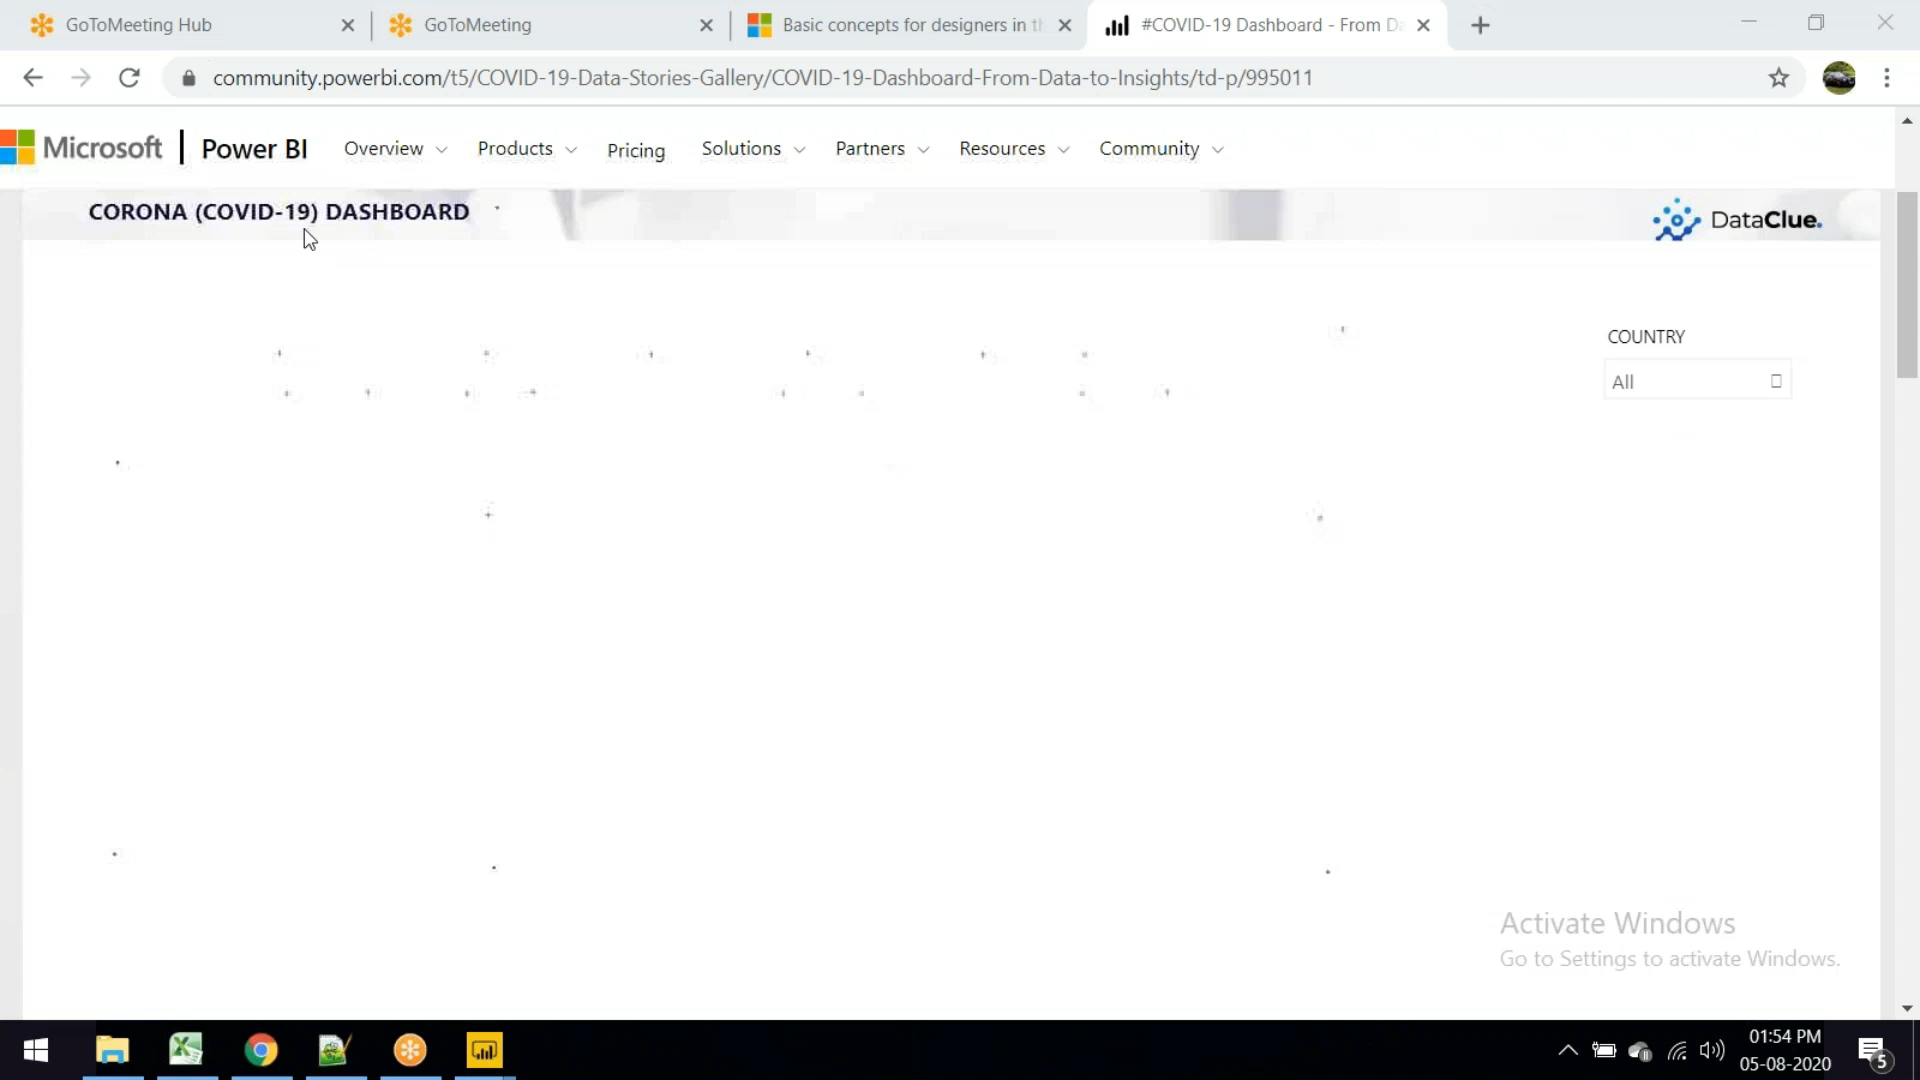 GoToMeeting Hub
GoToMeeting
Basic concepts for designers in th
#COVID-19 Dashboard - From Da
community.powerbi.com/t5/COVID-19-Data-Stories-Gallery/COVID-19-Dashboard-From-Data-to-Insights/td-p/995011
Microsoft
Power BI
Overview
Products
Pricing
Solutions
Partners
Resources
Community
CORONA (COVID-19) DASHBOARD
DataClue.
COUNTRY
All
Activate Windows
Go to Settings to activate Windows.
01:54 PM
05-08-2020
5